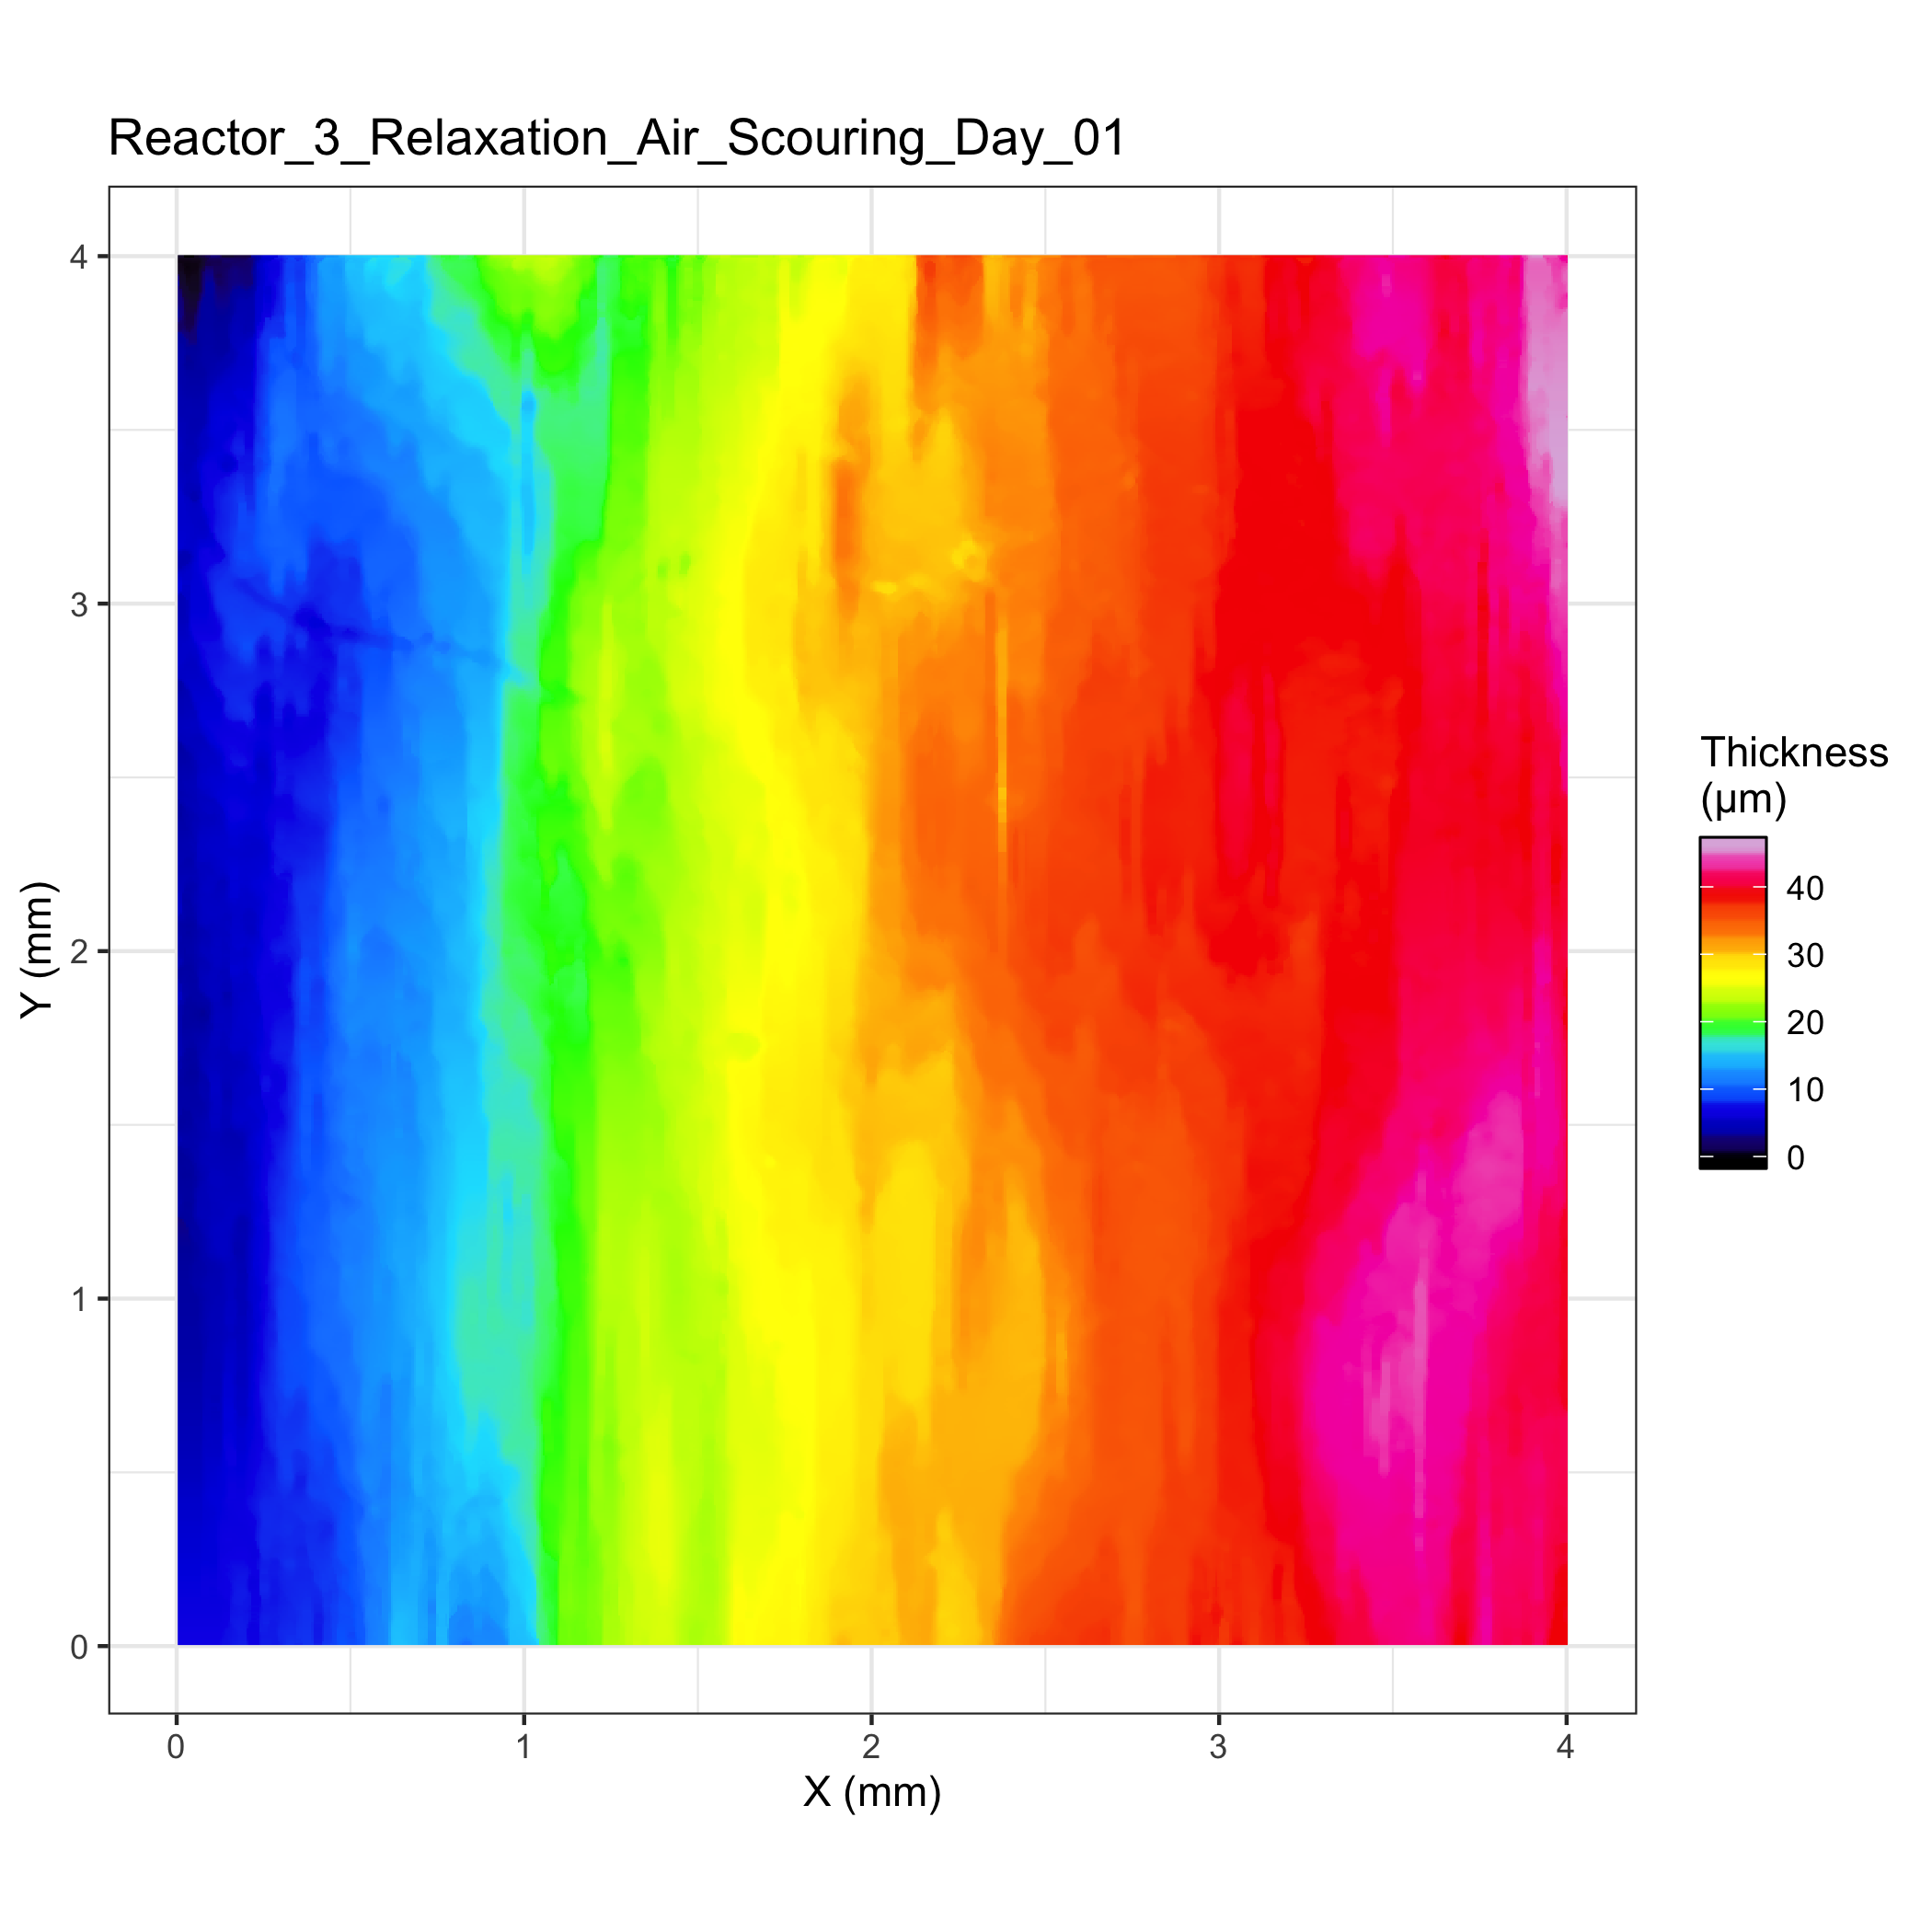 Reactor_3_Relaxation_Air_Scouring_Day_01
4
3
2
1
0
Y (mm)
0 1 2 3 4
X (mm)
Thickness
(µm)
40
30
20
10
0